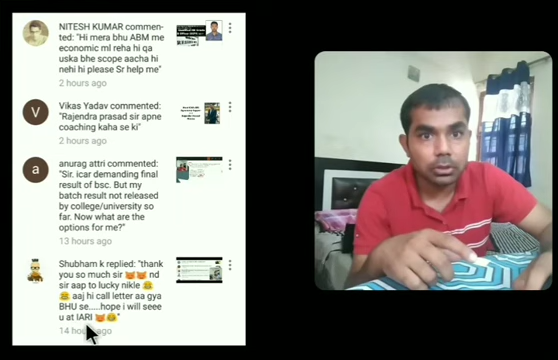 NITESH KUMAR commen-
ted: "Hi mera bhu ABM me
economic ml reha hi qa
uska bhe scope aacha hi
nehi hi please Sr help me"
2 hours ago
V
Vikas Yadav commented:
"Rajendra prasad sir apne
coaching kaha se ki"
2 hours ago
a
anurag attri commented:
"Sir. icar demanding final
result of bsc. But my
batch result not released
by college/university so
far. Now what are the
options for me?"
13 hours ago
Shubham k replied: "thank
you so much sir 😻😻 nd
sir aap to lucky nikle 😄
😄 aaj hi call letter aa gya
BHU se.....hope i will seee
u at IARI 😻😄"
14 hours ago